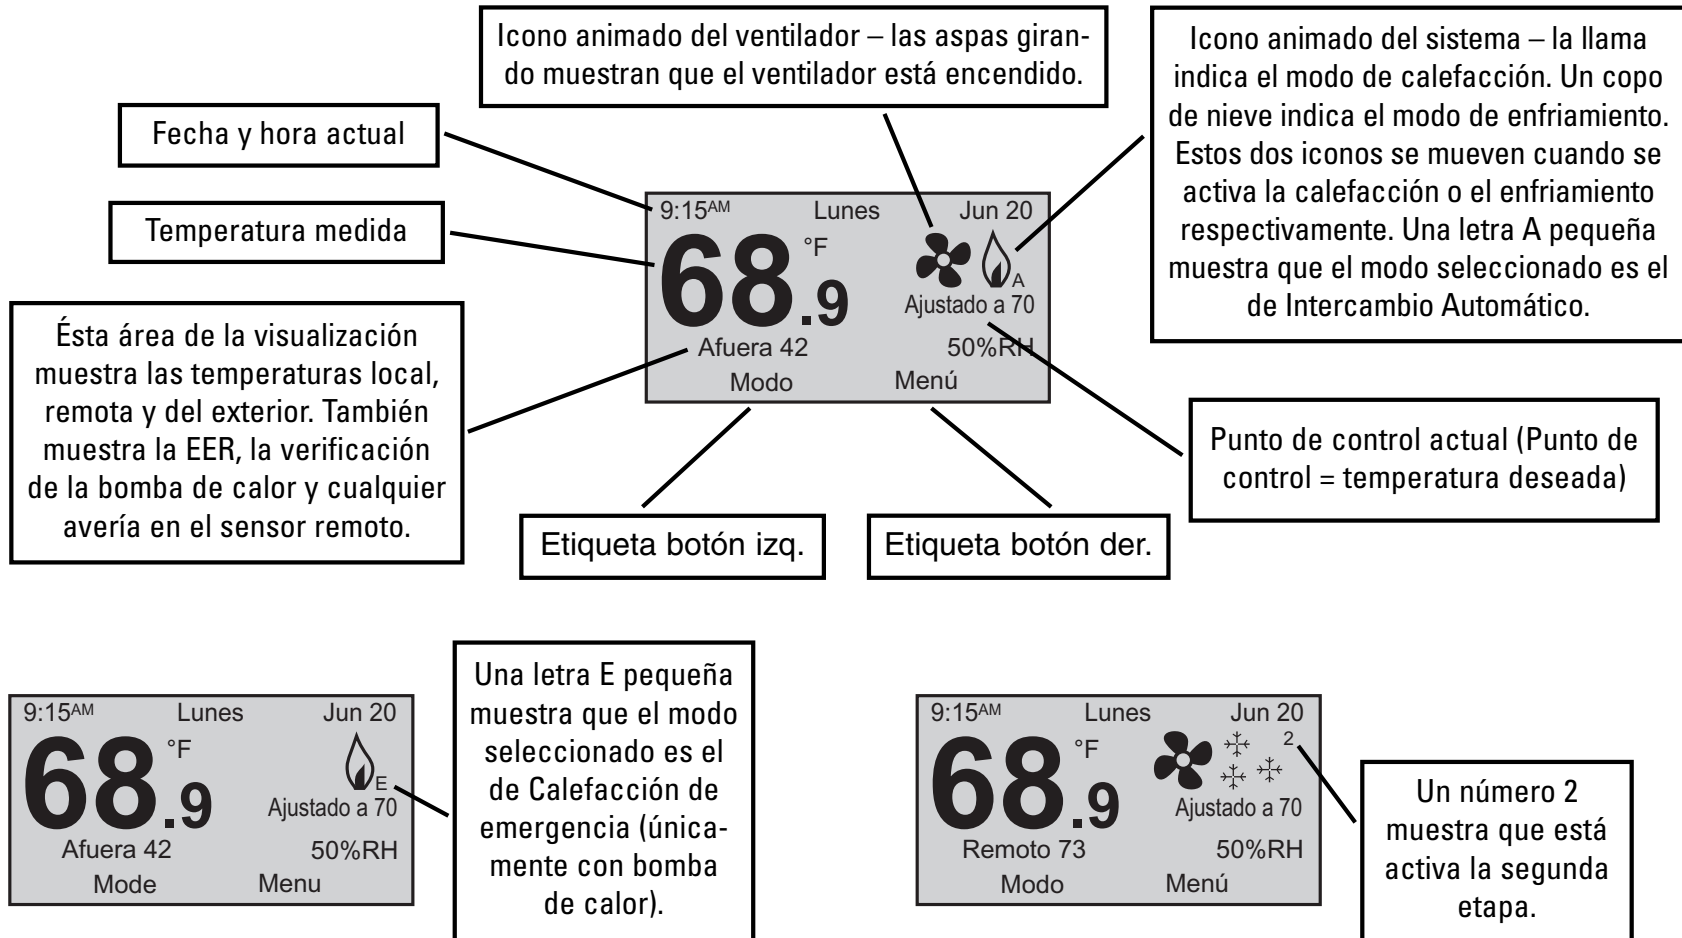 Icono animado del ventilador – las aspas giran-
do muestran que el ventilador está encendido.
Icono animado del sistema – la llama
indica el modo de calefacción. Un copo
de nieve indica el modo de enfriamiento.
Estos dos iconos se mueven cuando se
activa la calefacción o el enfriamiento
respectivamente. Una letra A pequeña
muestra que el modo seleccionado es el
de Intercambio Automático.
Fecha y hora actual
Temperatura medida
Ésta área de la visualización
muestra las temperaturas local,
remota y del exterior. También
muestra la EER, la verificación
de la bomba de calor y cualquier
avería en el sensor remoto.
9:15AM Lunes Jun 20
68.9 °F
A
Ajustado a 70
Afuera 42 50%RH
Modo Menú
Punto de control actual (Punto de
control = temperatura deseada)
Etiqueta botón izq.
Etiqueta botón der.
9:15AM Lunes Jun 20
68.9 °F
E
Ajustado a 70
Afuera 42 50%RH
Mode Menu
Una letra E pequeña
muestra que el modo
seleccionado es el
de Calefacción de
emergencia (única-
mente con bomba
de calor).
9:15AM Lunes Jun 20
68.9 °F
2
Ajustado a 70
Remoto 73 50%RH
Modo Menú
Un número 2
muestra que está
activa la segunda
etapa.